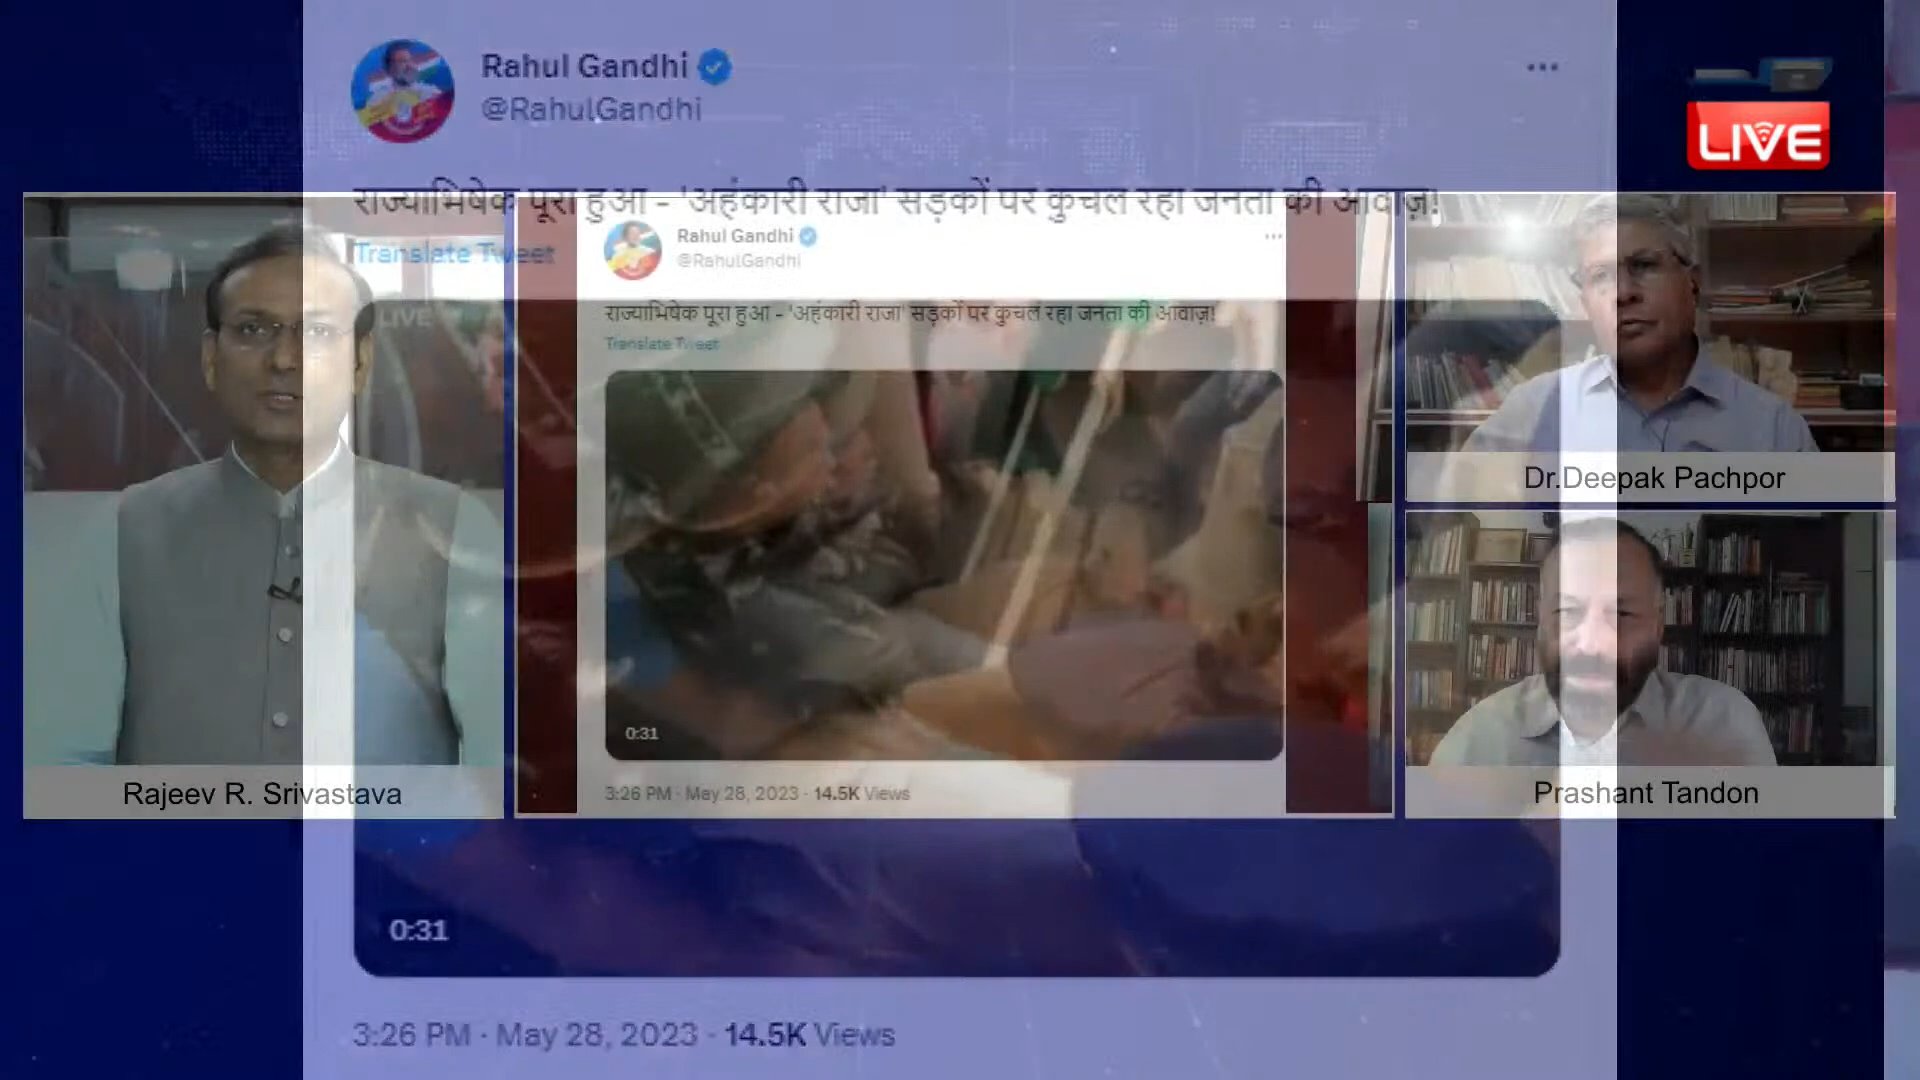 Rahul Gandhi
@RahulGandhi
LIVE
राज्याभिषेक पूरा हुआ - 'अहंकारी राजा' सड़कों पर कुचल रहा जनता की आवाज़!
Translate Tweet
Rahul Gandhi
@RahulGandhi
राज्याभिषेक पूरा हुआ - 'अहंकारी राजा' सड़कों पर कुचल रहा जनता की आवाज़!
Translate Tweet
LIVE
0:31
3:26 PM · May 28, 2023 · 14.5K Views
Dr.Deepak Pachpor
Rajeev R. Srivastava
Prashant Tandon
0:31
3:26 PM · May 28, 2023 · 14.5K Views